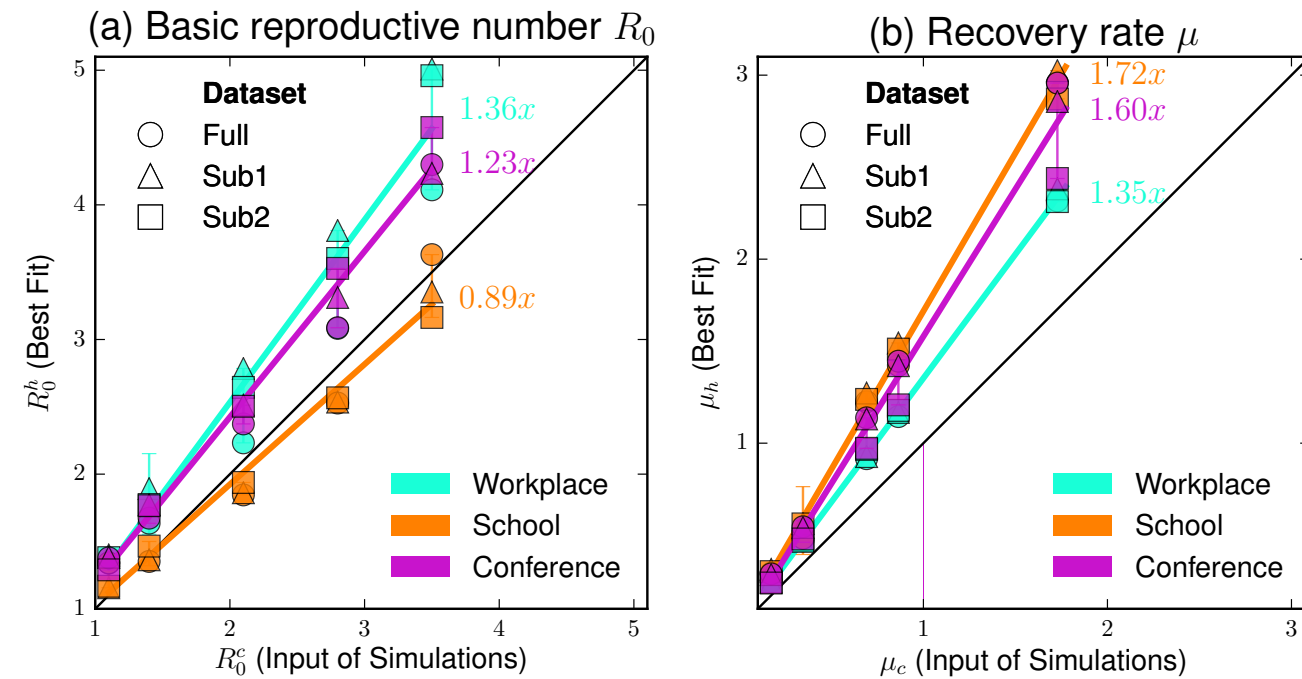 (a) Basic reproductive number R₀
5
4
3
2
1
R₀ʰ (Best Fit)
Dataset
Full
Sub1
Sub2
1.36x
1.23x
0.89x
Workplace
School
Conference
1
2
3
4
5
R₀ᶜ (Input of Simulations)
(b) Recovery rate μ
3
2
1
μₕ (Best Fit)
Dataset
Full
Sub1
Sub2
1.72x
1.60x
1.35x
Workplace
School
Conference
1
2
3
μ_c (Input of Simulations)